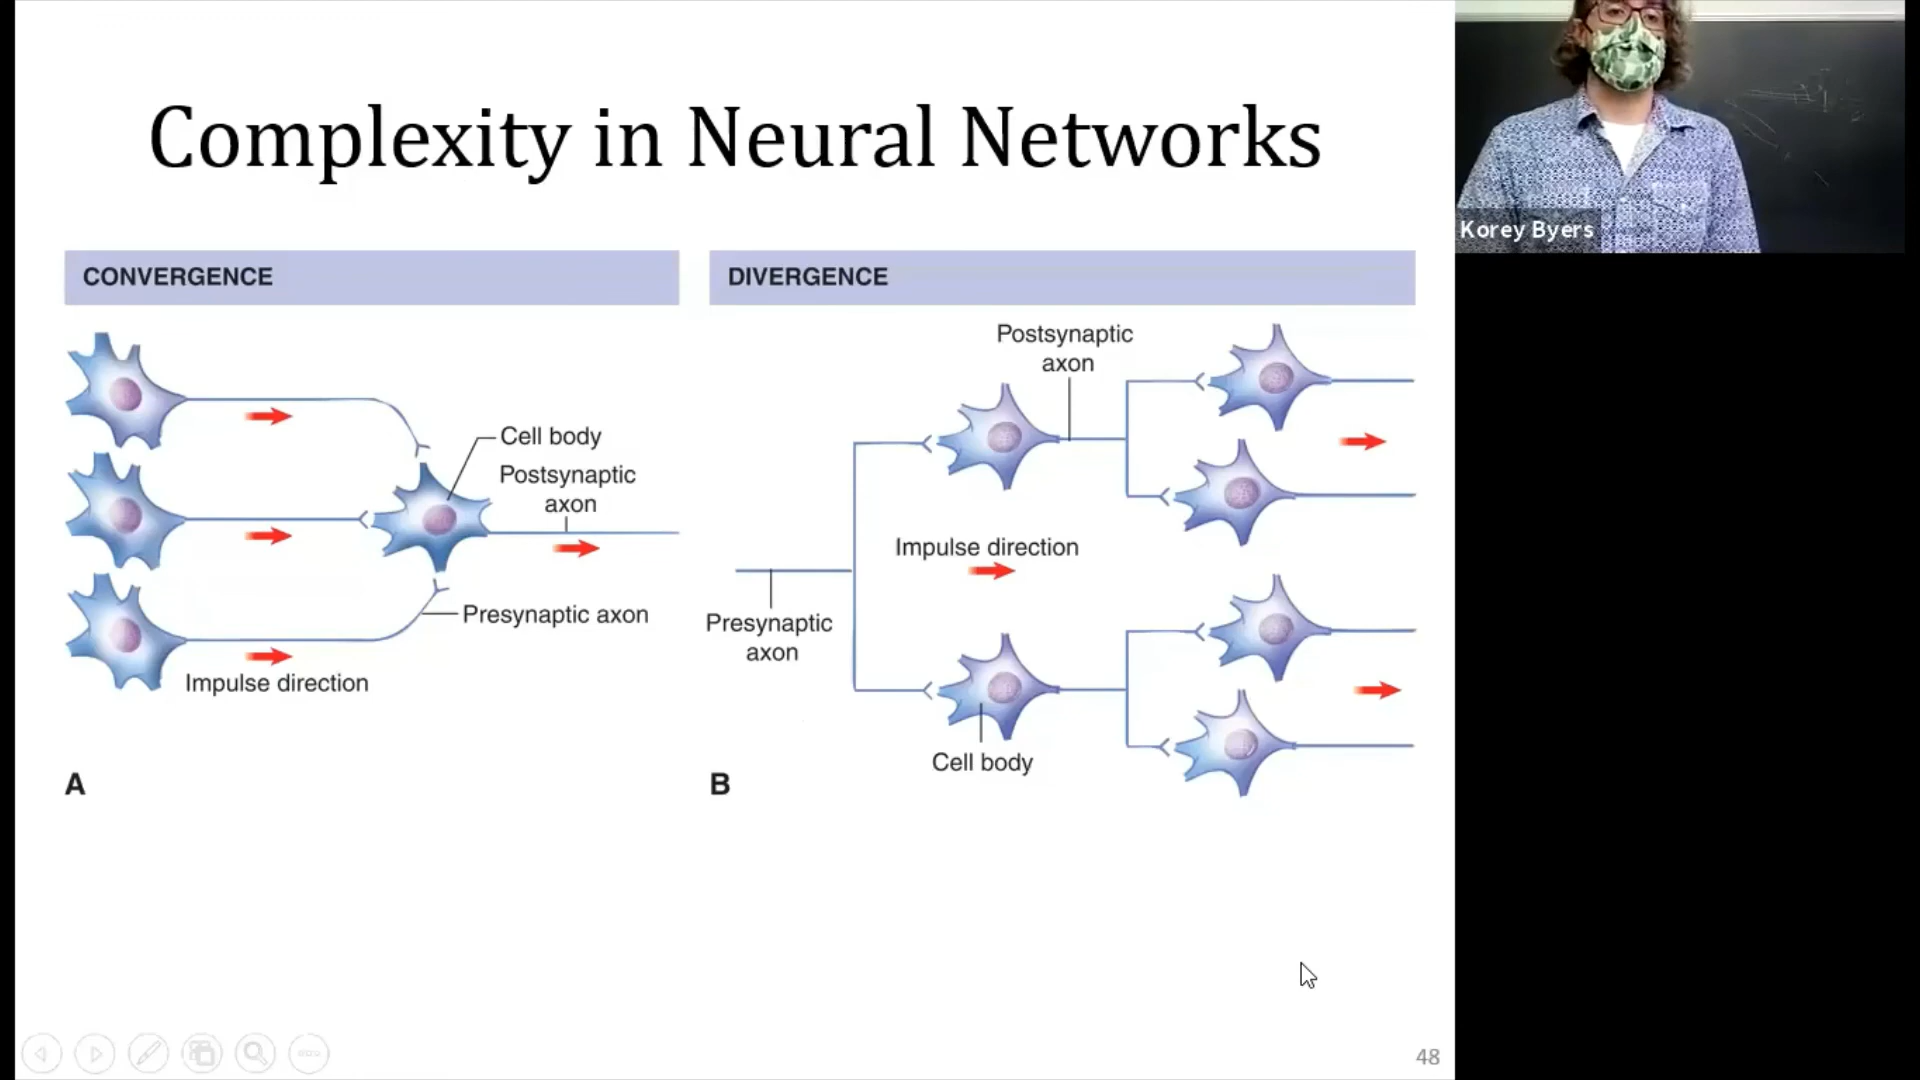 Complexity in Neural Networks
Korey Byers
CONVERGENCE
Cell body
Postsynaptic
axon
Presynaptic axon
Impulse direction
A
DIVERGENCE
Postsynaptic
axon
Impulse direction
Presynaptic
axon
Cell body
B
48